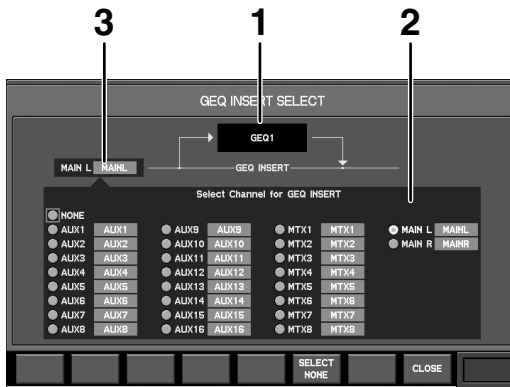 3 1 2
GEQ INSERT SELECT
GEQ1
MAIN L MAINL
GEQ INSERT
Select Channel for GEQ INSERT
NONE
AUX1 AUX1 AUX9 AUX9 MTX1 MTX1 MAIN L MAINL
AUX2 AUX2 AUX10 AUX10 MTX2 MTX2 MAIN R MAINR
AUX3 AUX3 AUX11 AUX11 MTX3 MTX3
AUX4 AUX4 AUX12 AUX12 MTX4 MTX4
AUX5 AUX5 AUX13 AUX13 MTX5 MTX5
AUX6 AUX6 AUX14 AUX14 MTX6 MTX6
AUX7 AUX7 AUX15 AUX15 MTX7 MTX7
AUX8 AUX8 AUX16 AUX16 MTX8 MTX8
SELECT NONE CLOSE